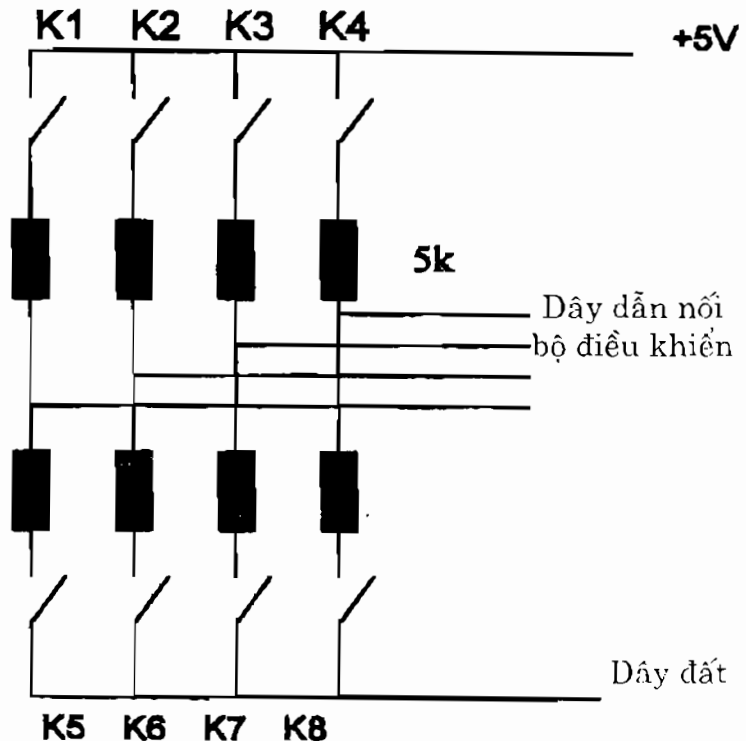 K1 K2 K3 K4
+5V
5k
Dây dẫn nối
bộ điều khiển
Dây đất
K5 K6 K7 K8